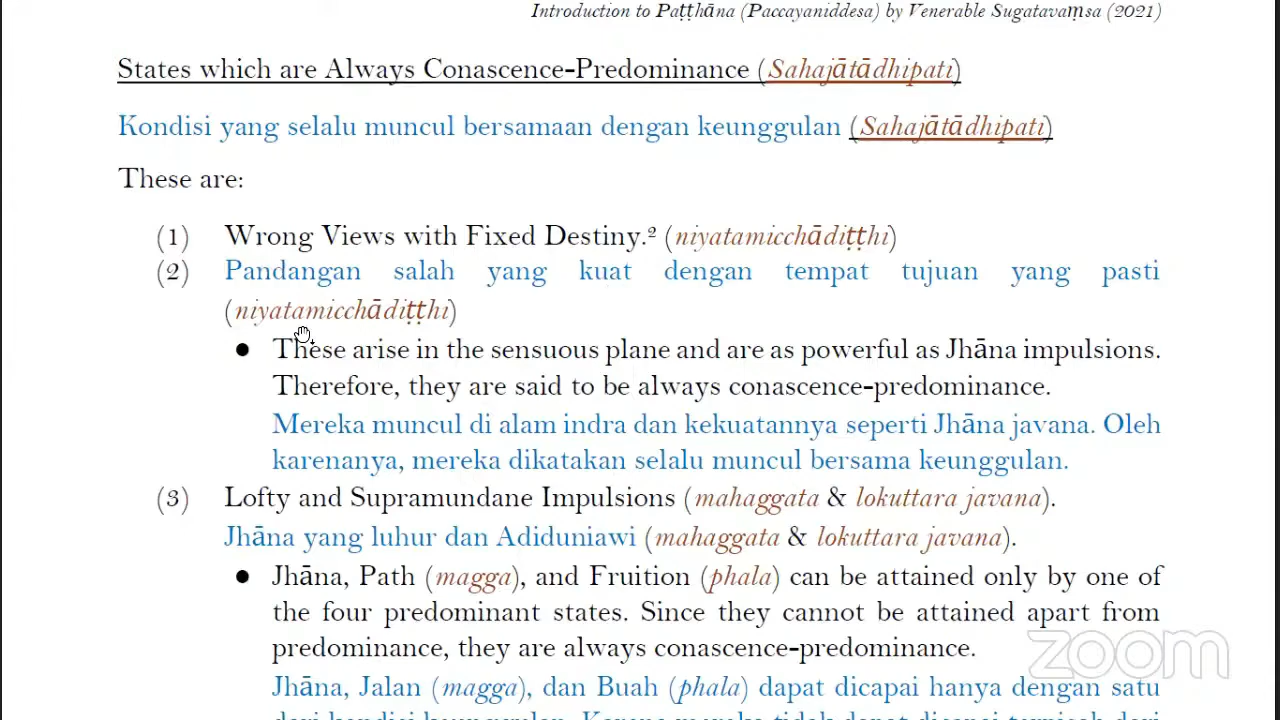 Introduction to Paṭṭhāna (Paccayaniddesa) by Venerable Sugatavaṃsa (2021)
States which are Always Conascence-Predominance (Sahajātādhipati)
Kondisi yang selalu muncul bersamaan dengan keunggulan (Sahajātādhipati)
These are:
(1) Wrong Views with Fixed Destiny.² (niyatamicchādiṭṭhi)
(2) Pandangan salah yang kuat dengan tempat tujuan yang pasti
(niyatamicchādiṭṭhi)
● These arise in the sensuous plane and are as powerful as Jhāna impulsions.
Therefore, they are said to be always conascence-predominance.
Mereka muncul di alam indra dan kekuatannya seperti Jhāna javana. Oleh
karenanya, mereka dikatakan selalu muncul bersama keunggulan.
(3) Lofty and Supramundane Impulsions (mahaggata & lokuttara javana).
Jhāna yang luhur dan Adiduniawi (mahaggata & lokuttara javana).
● Jhāna, Path (magga), and Fruition (phala) can be attained only by one of
the four predominant states. Since they cannot be attained apart from
predominance, they are always conascence-predominance.
zoom
Jhāna, Jalan (magga), dan Buah (phala) dapat dicapai hanya dengan satu